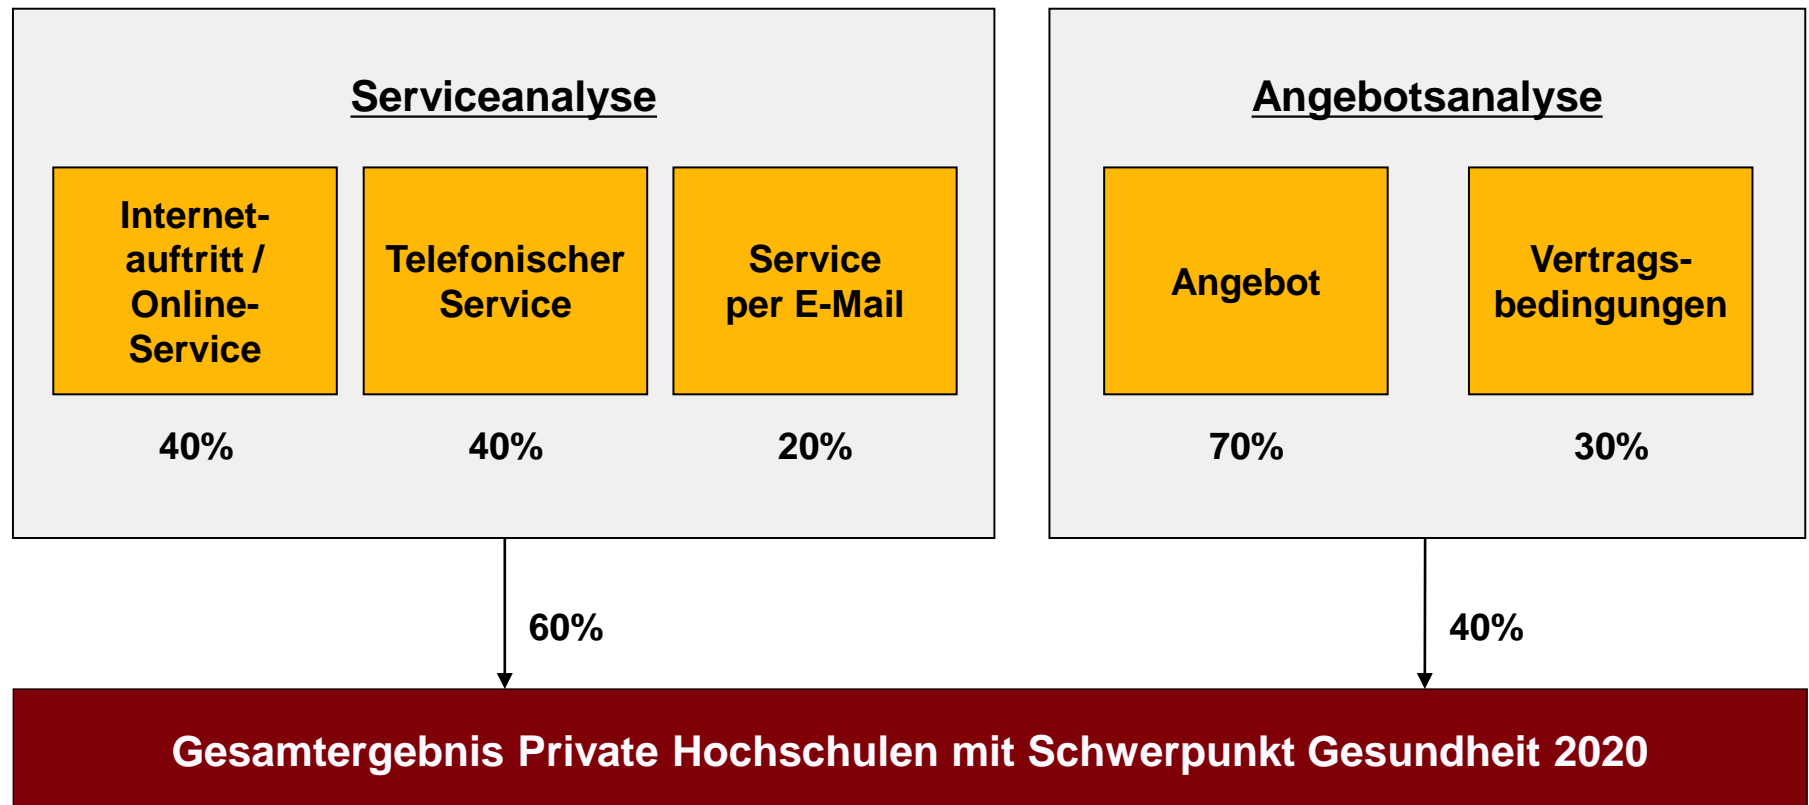 Serviceanalyse
Internet-
auftritt /
Online-
Service
40%
Telefonischer
Service
40%
Service
per E-Mail
20%
60%
Angebotsanalyse
Angebot
70%
Vertrags-
bedingungen
30%
40%
Gesamtergebnis Private Hochschulen mit Schwerpunkt Gesundheit 2020